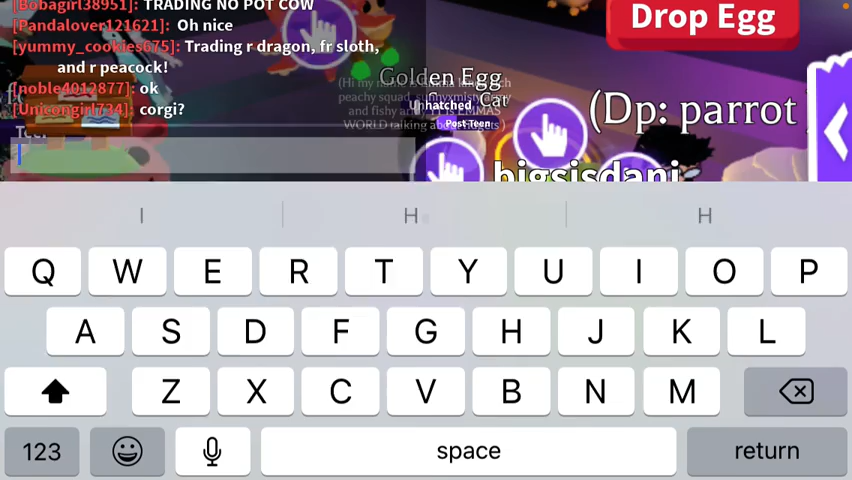 [Bobagirl38951]: TRADING NO POT COW
[Pandalover121621]: Oh nice
[yummy_cookies675]: Trading r dragon, fr sloth,
and r peacock!
[noble4012877]: ok
[Unicongirl734]: corgi?
Drop Egg
Golden Egg
Unhatched
Cat
Post-Teen
(Dp: parrot
bigsisdani
I
H
H
Q W E R T Y U I O P
A S D F G H J K L
Z X C V B N M
123
space
return